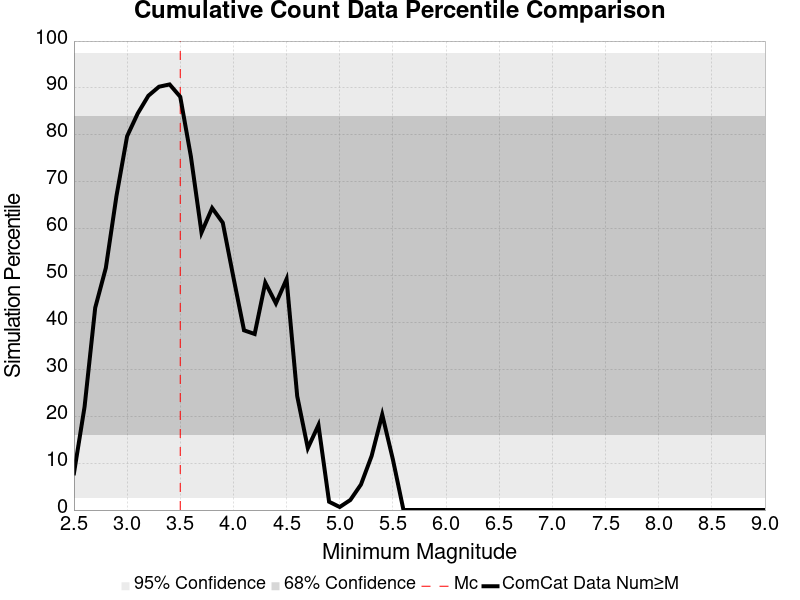 Cumulative Count Data Percentile Comparison
100
90
80
70
60
50
40
30
20
10
0
Simulation Percentile
2.5 3.0 3.5 4.0 4.5 5.0 5.5 6.0 6.5 7.0 7.5 8.0 8.5 9.0
Minimum Magnitude
95% Confidence 68% Confidence Mc ComCat Data Num≥M